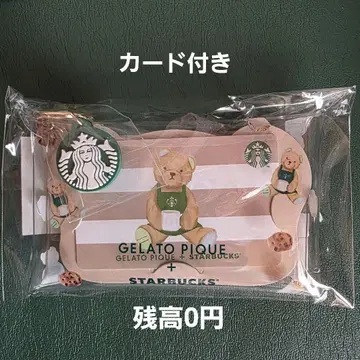 カード付き
GELATO PIQUE
GELATO PIQUE + STARBUCKS
+
STARBUCKS
残高0円